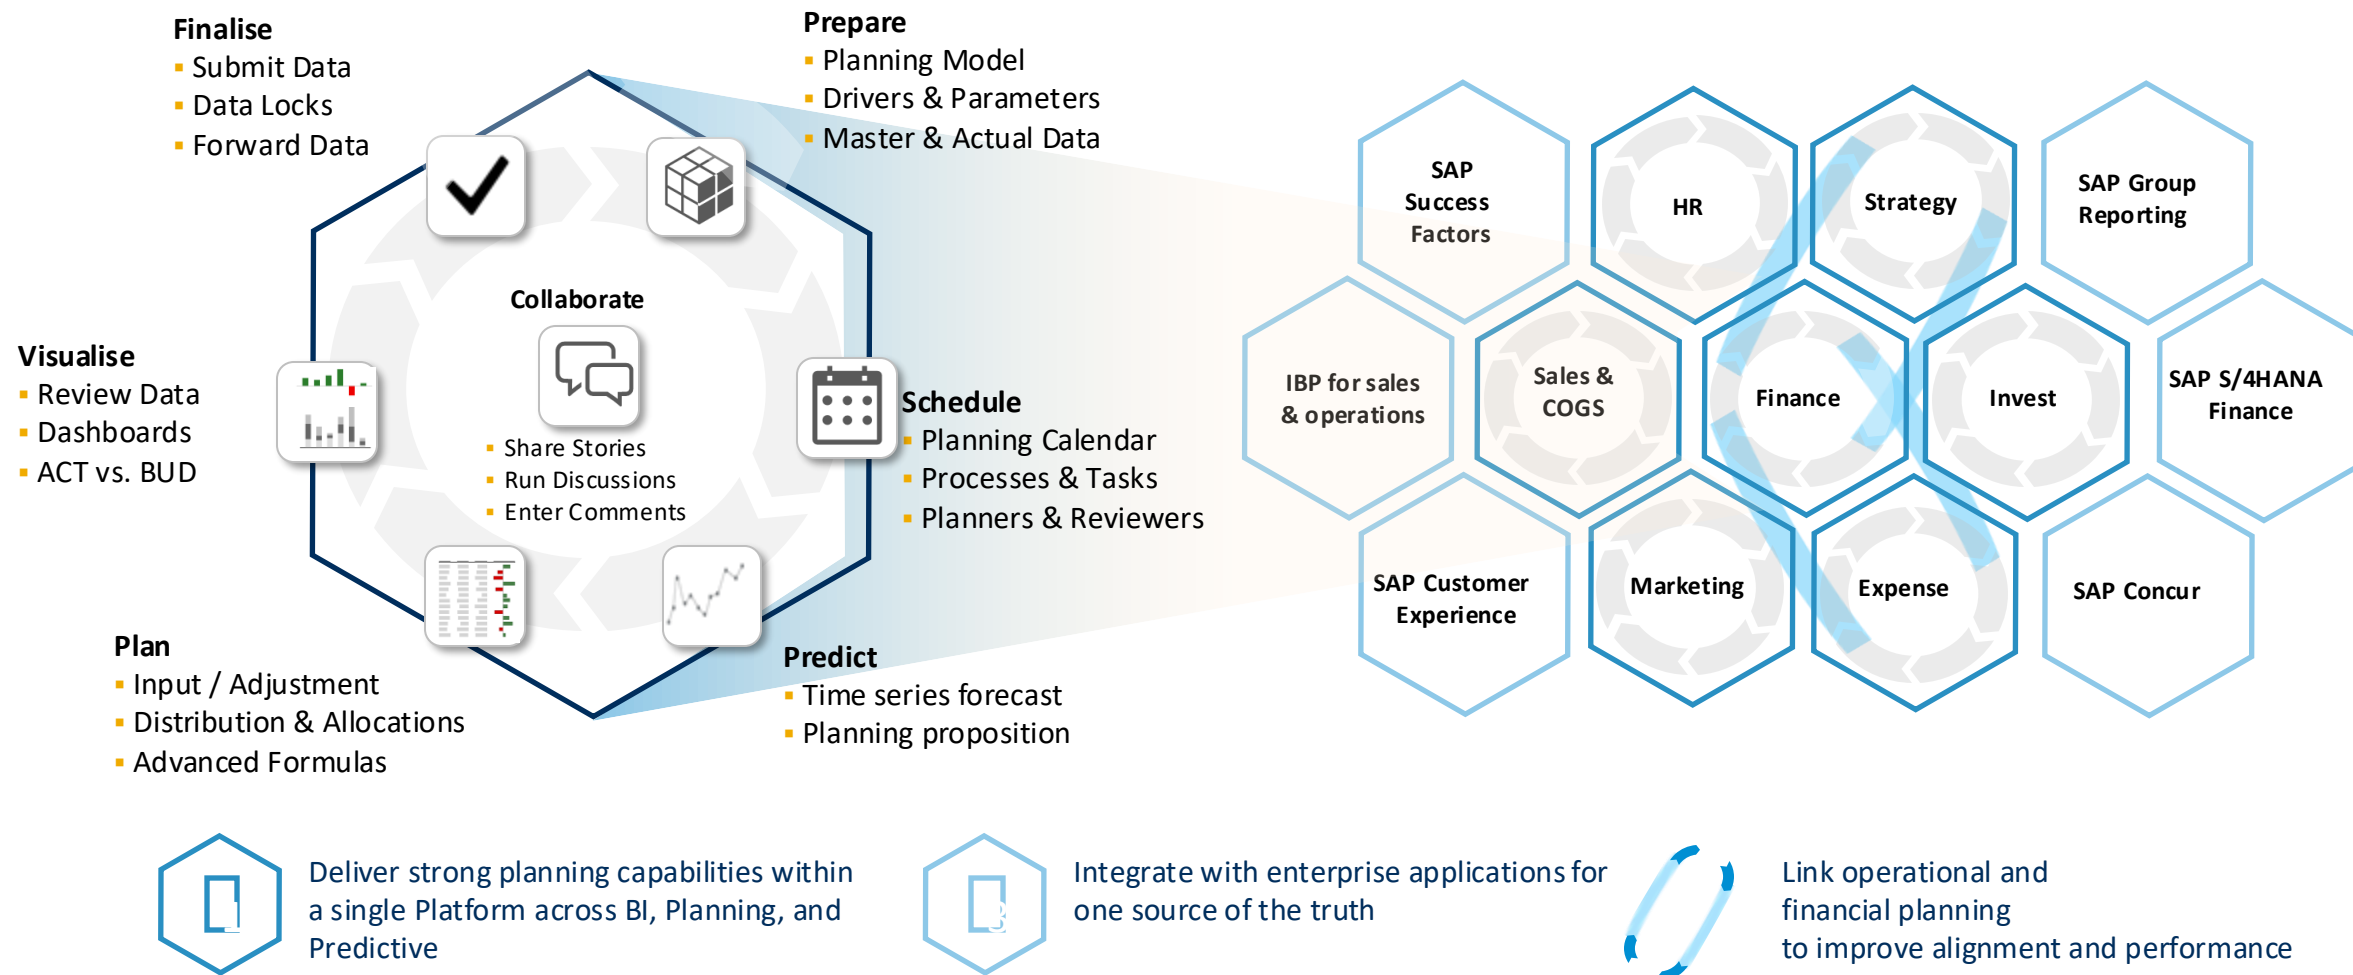 Finalise
▪ Submit Data
▪ Data Locks
▪ Forward Data
Prepare
▪ Planning Model
▪ Drivers & Parameters
▪ Master & Actual Data
Collaborate
▪ Share Stories
▪ Run Discussions
▪ Enter Comments
Visualise
▪ Review Data
▪ Dashboards
▪ ACT vs. BUD
Schedule
▪ Planning Calendar
▪ Processes & Tasks
▪ Planners & Reviewers
Plan
▪ Input / Adjustment
▪ Distribution & Allocations
▪ Advanced Formulas
Predict
▪ Time series forecast
▪ Planning proposition
SAP
Success
Factors
HR
Strategy
SAP Group
Reporting
IBP for sales
& operations
Sales &
COGS
Finance
Invest
SAP S/4HANA
Finance
SAP Customer
Experience
Marketing
Expense
SAP Concur
1
Deliver strong planning capabilities within
a single Platform across BI, Planning, and
Predictive
3
Integrate with enterprise applications for
one source of the truth
Link operational and
financial planning
to improve alignment and performance